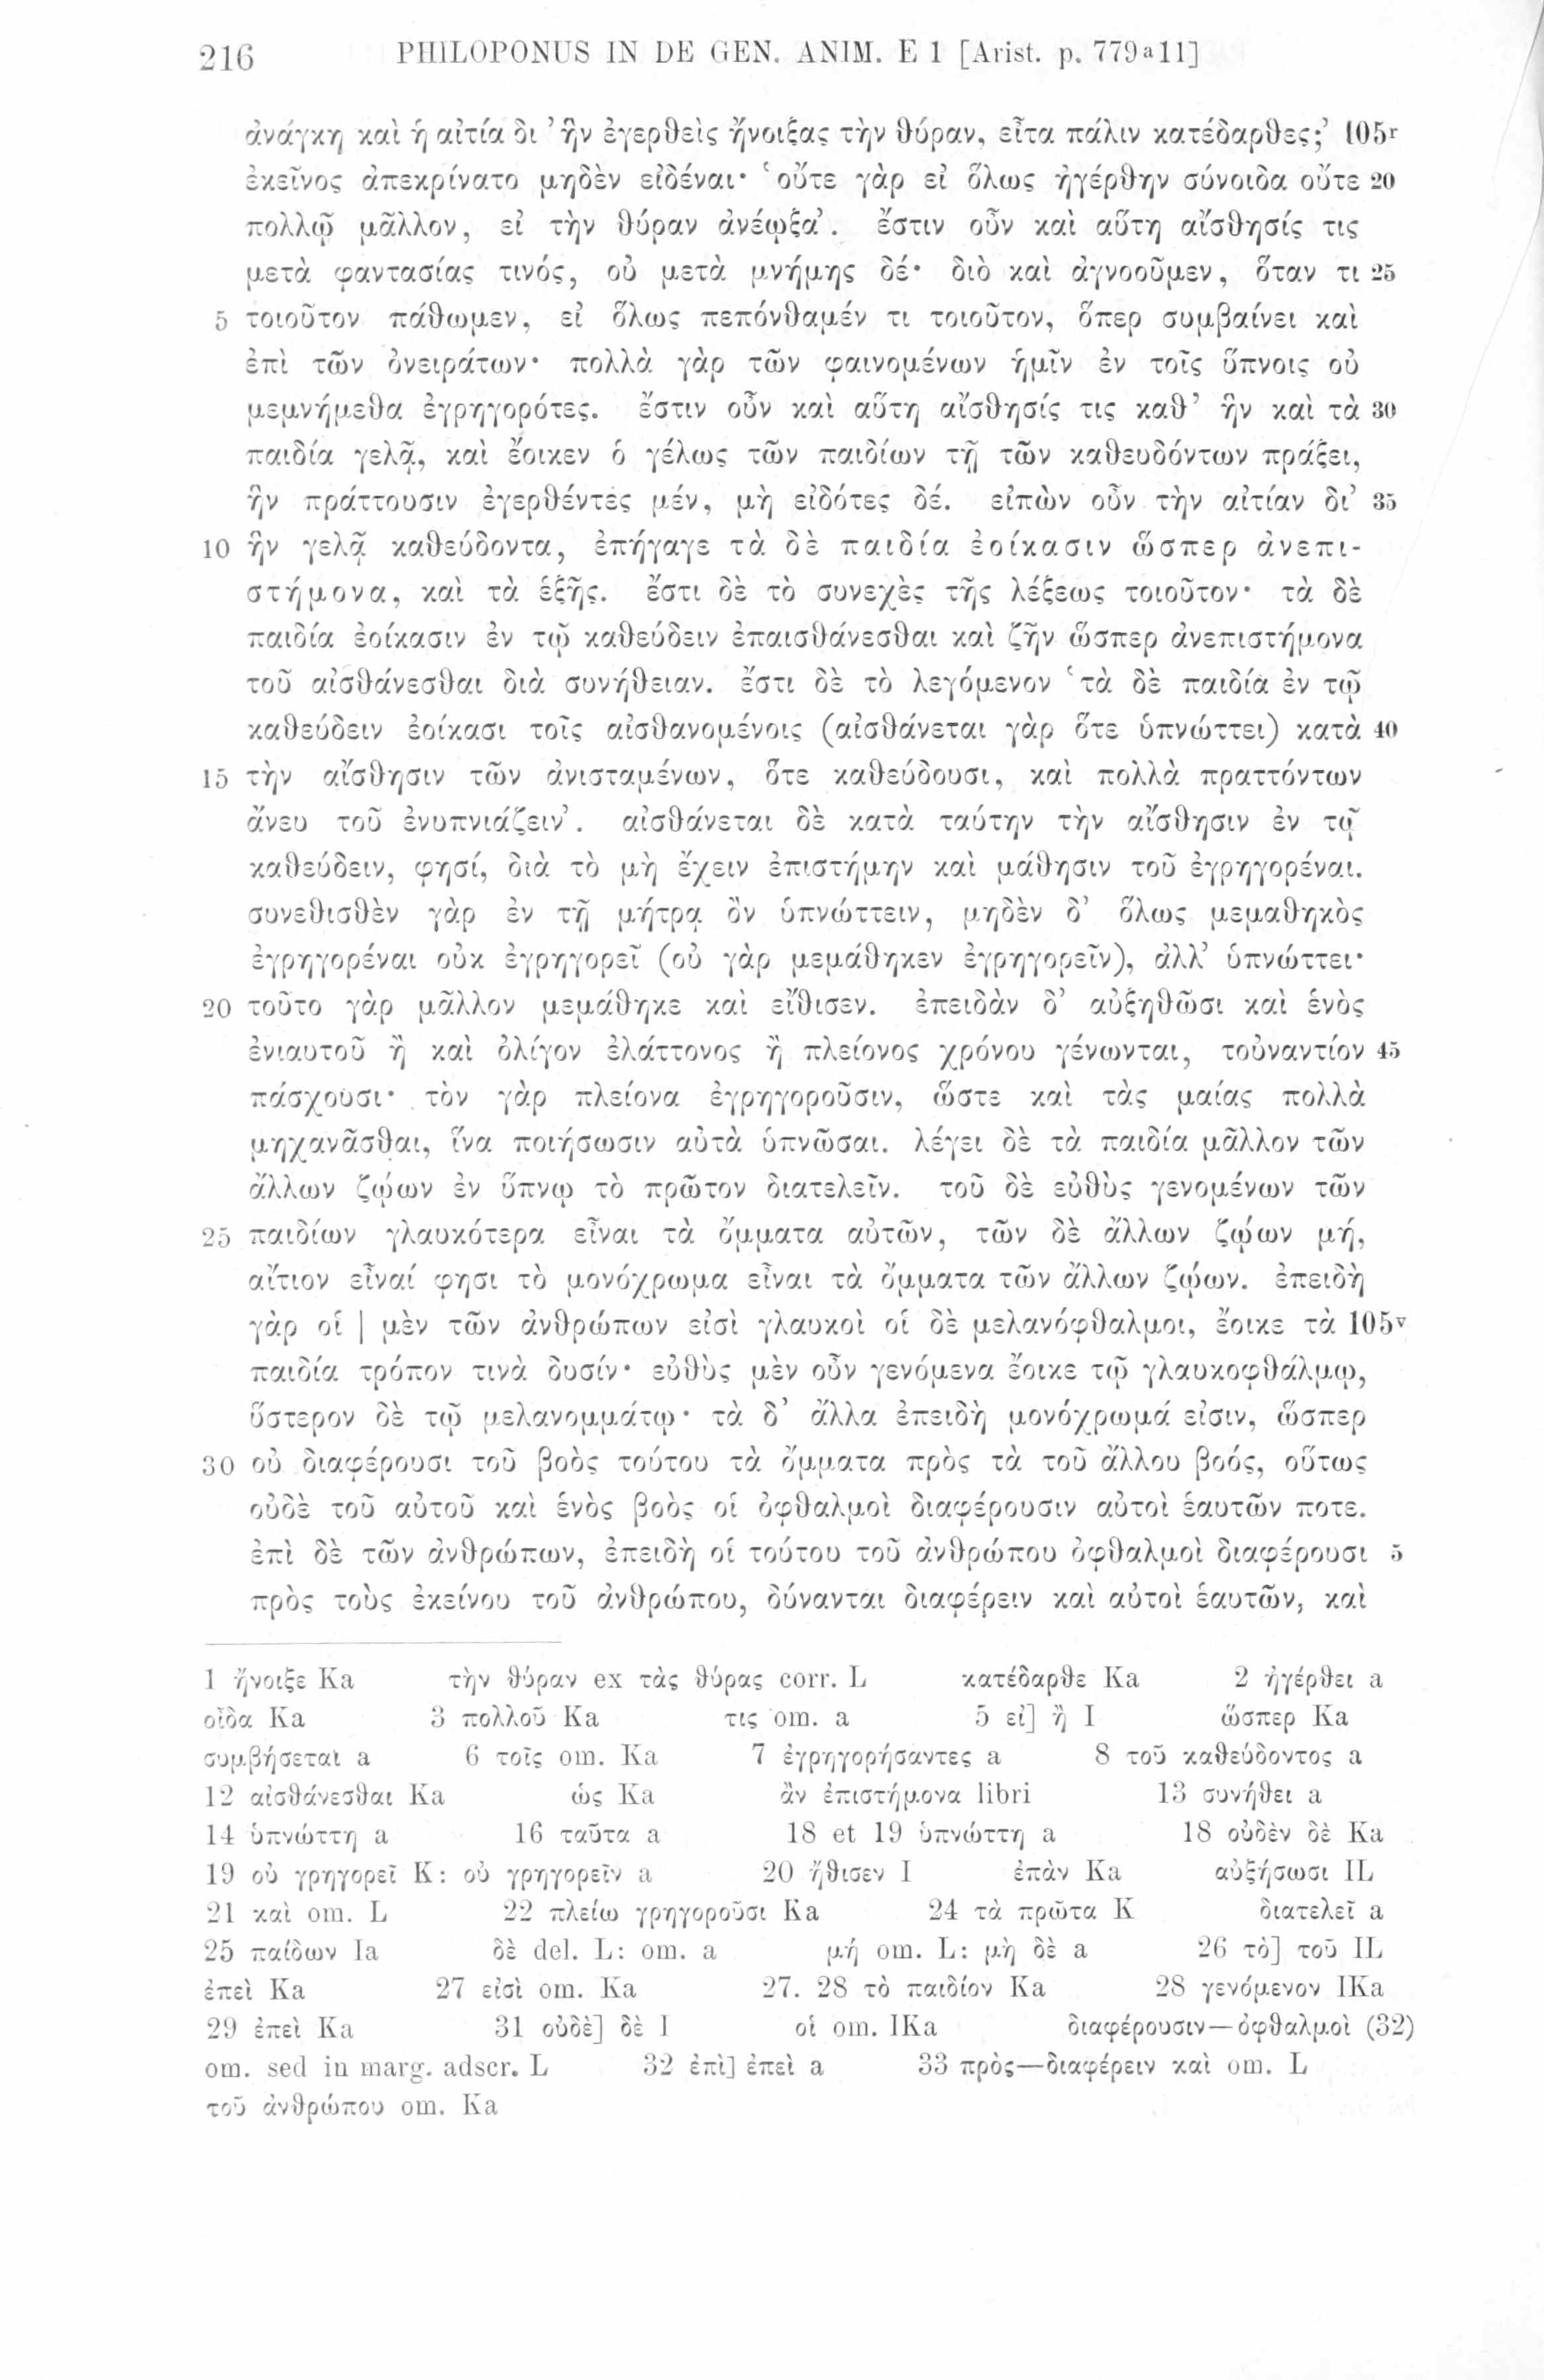 216 PHILOPONUS IN DE GEN. ANIM. E 1 [Arist. p. 779ª11]
ἀνάγκη καὶ ἡ αἰτία δι ’ ἣν ἐγερθεὶς ἤνοιξας τὴν θύραν, εἶτα πάλιν κατέδαρθες;’ 105r
ἐκεῖνος ἀπεκρίνατο μηδὲν εἰδέναι· ‘οὔτε γὰρ εἰ ὅλως ἠγέρθην σύνοιδα οὔτε 20
πολλῷ μᾶλλον, εἰ τὴν θύραν ἀνέῳξα’. ἔστιν οὖν καὶ αὕτη αἴσθησίς τις
μετὰ φαντασίας τινός, οὐ μετὰ μνήμης δέ· διὸ καὶ ἀγνοοῦμεν, ὅταν τι 25
5 τοιοῦτον πάθωμεν, εἰ ὅλως πεπόνθαμέν τι τοιοῦτον, ὅπερ συμβαίνει καὶ
ἐπὶ τῶν ὀνειράτων· πολλὰ γὰρ τῶν φαινομένων ἡμῖν ἐν τοῖς ὕπνοις οὐ
μεμνήμεθα ἐγρηγορότες. ἔστιν οὖν καὶ αὕτη αἴσθησίς τις καθ’ ἣν καὶ τὰ 30
παιδία γελᾷ, καὶ ἔοικεν ὁ γέλως τῶν παιδίων τῇ τῶν καθευδόντων πράξει,
ἣν πράττουσιν ἐγερθέντες μέν, μὴ εἰδότες δέ. εἰπὼν οὖν τὴν αἰτίαν δι’ 35
10 ἣν γελᾷ καθεύδοντα, ἐπήγαγε τὰ δὲ παιδία ἐοίκασιν ὥσπερ ἀνεπι-
στήμονα, καὶ τὰ ἑξῆς. ἔστι δὲ τὸ συνεχὲς τῆς λέξεως τοιοῦτον· τὰ δὲ
παιδία ἐοίκασιν ἐν τῷ καθεύδειν ἐπαισθάνεσθαι καὶ ζῆν ὥσπερ ἀνεπιστήμονα
τοῦ αἰσθάνεσθαι διὰ συνήθειαν. ἔστι δὲ τὸ λεγόμενον ‘τὰ δὲ παιδία ἐν τῷ
καθεύδειν ἐοίκασι τοῖς αἰσθανομένοις (αἰσθάνεται γὰρ ὅτε ὑπνώττει) κατὰ 40
15 τὴν αἴσθησιν τῶν ἀνισταμένων, ὅτε καθεύδουσι, καὶ πολλὰ πραττόντων
ἄνευ τοῦ ἐνυπνιάζειν’. αἰσθάνεται δὲ κατὰ ταύτην τὴν αἴσθησιν ἐν τῷ
καθεύδειν, φησί, διὰ τὸ μὴ ἔχειν ἐπιστήμην καὶ μάθησιν τοῦ ἐγρηγορέναι.
συνεθισθὲν γὰρ ἐν τῇ μήτρᾳ ὂν ὑπνώττειν, μηδὲν δ’ ὅλως μεμαθηκὸς
ἐγρηγορέναι οὐκ ἐγρηγορεῖ (οὐ γὰρ μεμάθηκεν ἐγρηγορεῖν), ἀλλ’ ὑπνώττει·
20 τοῦτο γὰρ μᾶλλον μεμάθηκε καὶ εἴθισεν. ἐπειδὰν δ’ αὐξηθῶσι καὶ ἑνὸς
ἐνιαυτοῦ ἢ καὶ ὀλίγον ἐλάττονος ἢ πλείονος χρόνου γένωνται, τοὐναντίον 45
πάσχουσι· τὸν γὰρ πλείονα ἐγρηγοροῦσιν, ὥστε καὶ τὰς μαίας πολλὰ
μηχανᾶσθαι, ἵνα ποιήσωσιν αὐτὰ ὑπνῶσαι. λέγει δὲ τὰ παιδία μᾶλλον τῶν
ἄλλων ζῴων ἐν ὕπνῳ τὸ πρῶτον διατελεῖν. τοῦ δὲ εὐθὺς γενομένων τῶν
25 παιδίων γλαυκότερα εἶναι τὰ ὄμματα αὐτῶν, τῶν δὲ ἄλλων ζῴων μή,
αἴτιον εἶναί φησι τὸ μονόχρωμα εἶναι τὰ ὄμματα τῶν ἄλλων ζῴων. ἐπειδὴ
γὰρ οἱ | μὲν τῶν ἀνθρώπων εἰσὶ γλαυκοὶ οἱ δὲ μελανόφθαλμοι, ἔοικε τὰ 105v
παιδία τρόπον τινὰ δυσίν· εὐθὺς μὲν οὖν γενόμενα ἔοικε τῷ γλαυκοφθάλμῳ,
ὕστερον δὲ τῷ μελανομμάτῳ· τὰ δ’ ἄλλα ἐπειδὴ μονόχρωμά εἰσιν, ὥσπερ
30 οὐ διαφέρουσι τοῦ βοὸς τούτου τὰ ὄμματα πρὸς τὰ τοῦ ἄλλου βοός, οὕτως
οὐδὲ τοῦ αὐτοῦ καὶ ἑνὸς βοὸς οἱ ὀφθαλμοὶ διαφέρουσιν αὐτοὶ ἑαυτῶν ποτε.
ἐπὶ δὲ τῶν ἀνθρώπων, ἐπειδὴ οἱ τούτου τοῦ ἀνθρώπου ὀφθαλμοὶ διαφέρουσι 5
πρὸς τοὺς ἐκείνου τοῦ ἀνθρώπου, δύνανται διαφέρειν καὶ αὐτοὶ ἑαυτῶν, καὶ
1 ἤνοιξε Ka τὴν θύραν ex τὰς θύρας corr. L κατέδαρθε Ka 2 ἠγέρθει a
οἶδα Ka 3 πολλοῦ Ka τις om. a 5 εἰ] ἢ I ὥσπερ Ka
συμβήσεται a 6 τοῖς om. Ka 7 ἐγρηγορήσαντες a 8 τοῦ καθεύδοντος a
12 αἰσθάνεσθαι Ka ὡς Ka ἂν ἐπιστήμονα libri 13 συνήθει a
14 ὑπνώττῃ a 16 ταῦτα a 18 et 19 ὑπνώττη a 18 οὐδὲν δὲ Ka
19 οὐ γρηγορεῖ K: οὐ γρηγορεῖν a 20 ἤθισεν I ἐπὰν Ka αὐξήσωσι IL
21 καὶ om. L 22 πλείω γρηγοροῦσι Ka 24 τὰ πρῶτα K διατελεῖ a
25 παίδων Ia δὲ del. L: om. a μή om. L: μὴ δὲ a 26 τὸ] τοῦ IL
ἐπεὶ Ka 27 εἰσὶ om. Ka 27. 28 τὸ παιδίον Ka 28 γενόμενον IKa
29 ἐπεὶ Ka 31 οὐδὲ] δὲ I οἱ om. IKa διαφέρουσιν—ὀφθαλμοὶ (32)
om. sed in marg. adscr. L 32 ἐπὶ] ἐπεὶ a 33 πρὸς—διαφέρειν καὶ om. L
τοῦ ἀνθρώπου om. Ka